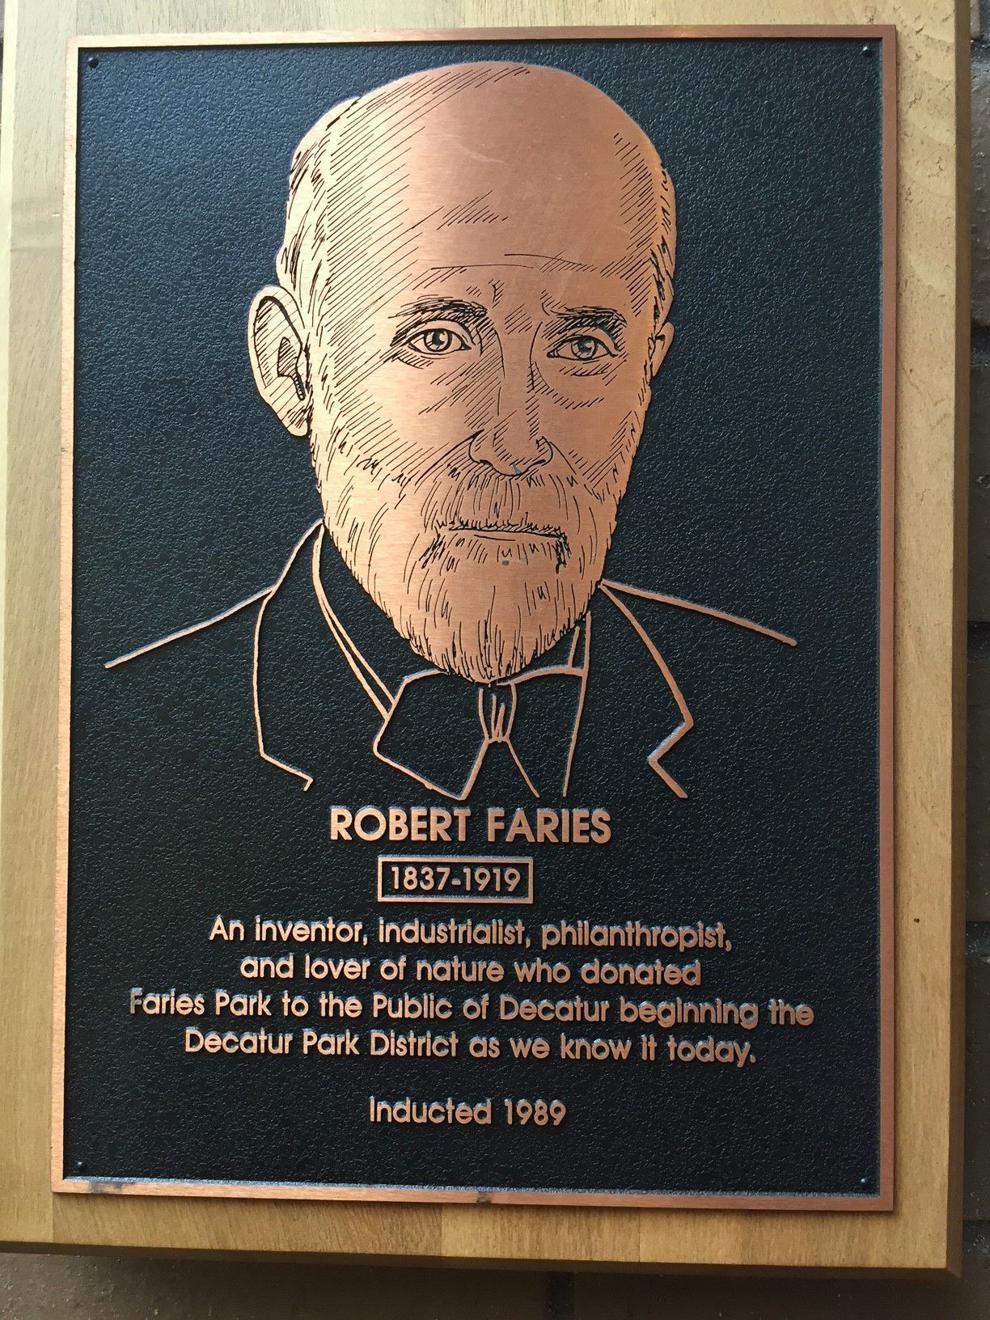 ROBERT FARIES
1837-1919
An inventor, industrialist, philanthropist,
and lover of nature who donated
Faries Park to the Public of Decatur beginning the
Decatur Park District as we know it today.
Inducted 1989